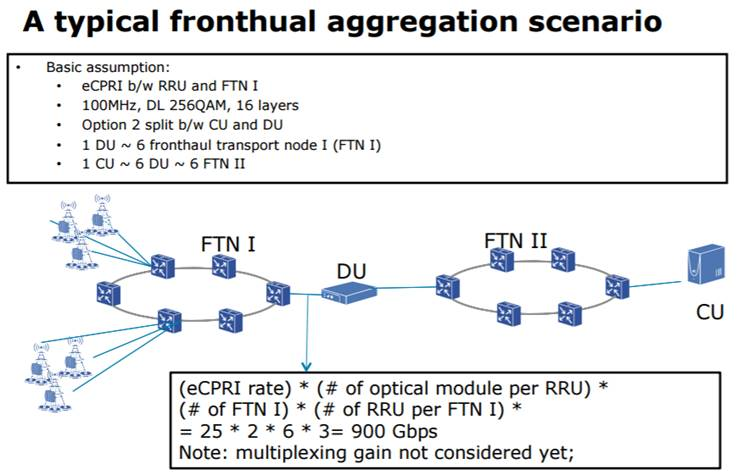 A typical fronthual aggregation scenario
• Basic assumption:
• eCPRI b/w RRU and FTN I
• 100MHz, DL 256QAM, 16 layers
• Option 2 split b/w CU and DU
• 1 DU ~ 6 fronthaul transport node I (FTN I)
• 1 CU ~ 6 DU ~ 6 FTN II
FTN I
DU
FTN II
CU
(eCPRI rate) * (# of optical module per RRU) *
(# of FTN I) * (# of RRU per FTN I) *
= 25 * 2 * 6 * 3= 900 Gbps
Note: multiplexing gain not considered yet;